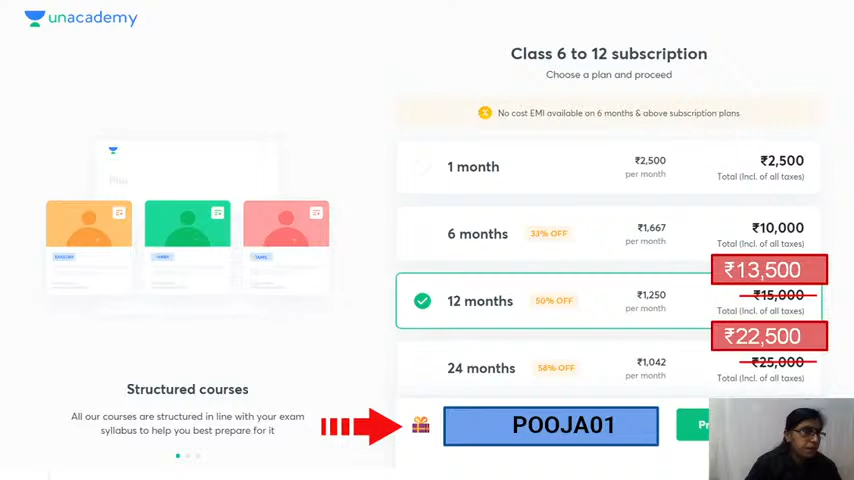 unacademy
Class 6 to 12 subscription
Choose a plan and proceed
No cost EMI available on 6 months & above subscription plans
1 month
₹2,500
per month
₹2,500
Total (Incl. of all taxes)
6 months
33% OFF
₹1,667
per month
₹10,000
Total (Incl. of all taxes)
₹13,500
12 months
50% OFF
₹1,250
per month
₹15,000
Total (Incl. of all taxes)
₹22,500
24 months
58% OFF
₹1,042
per month
₹25,000
Total (Incl. of all taxes)
Plus
Structured courses
All our courses are structured in line with your exam
syllabus to help you best prepare for it
POOJA01